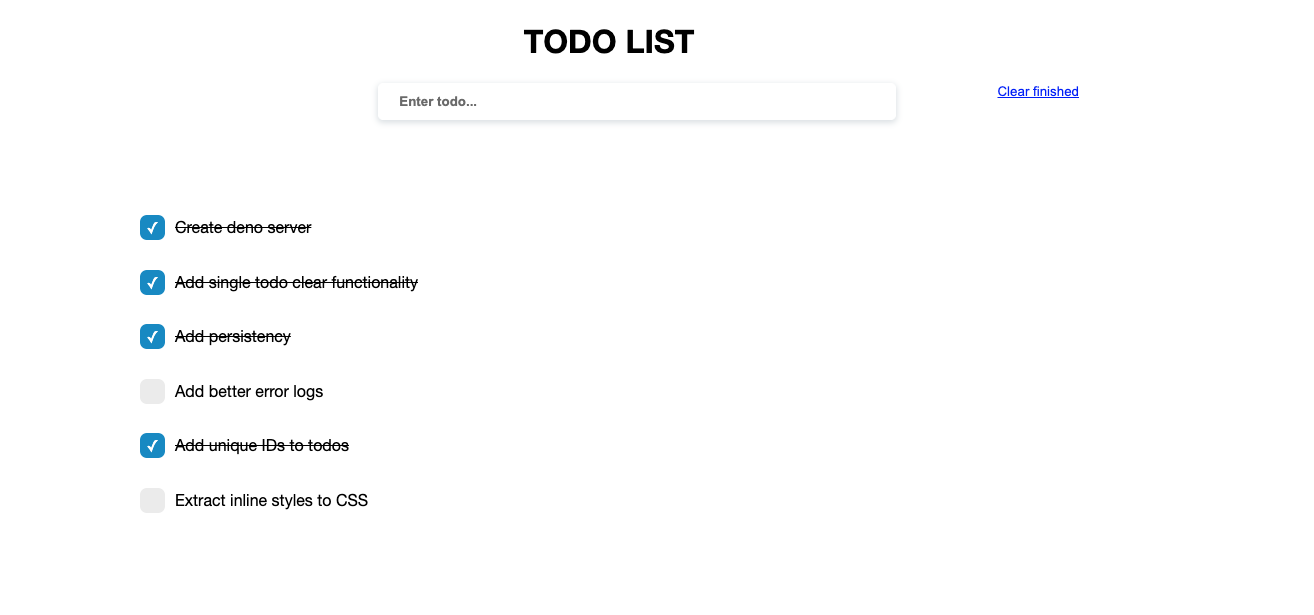 TODO LIST
Enter todo...
Clear finished
Create deno server
Add single todo clear functionality
Add persistency
Add better error logs
Add unique IDs to todos
Extract inline styles to CSS